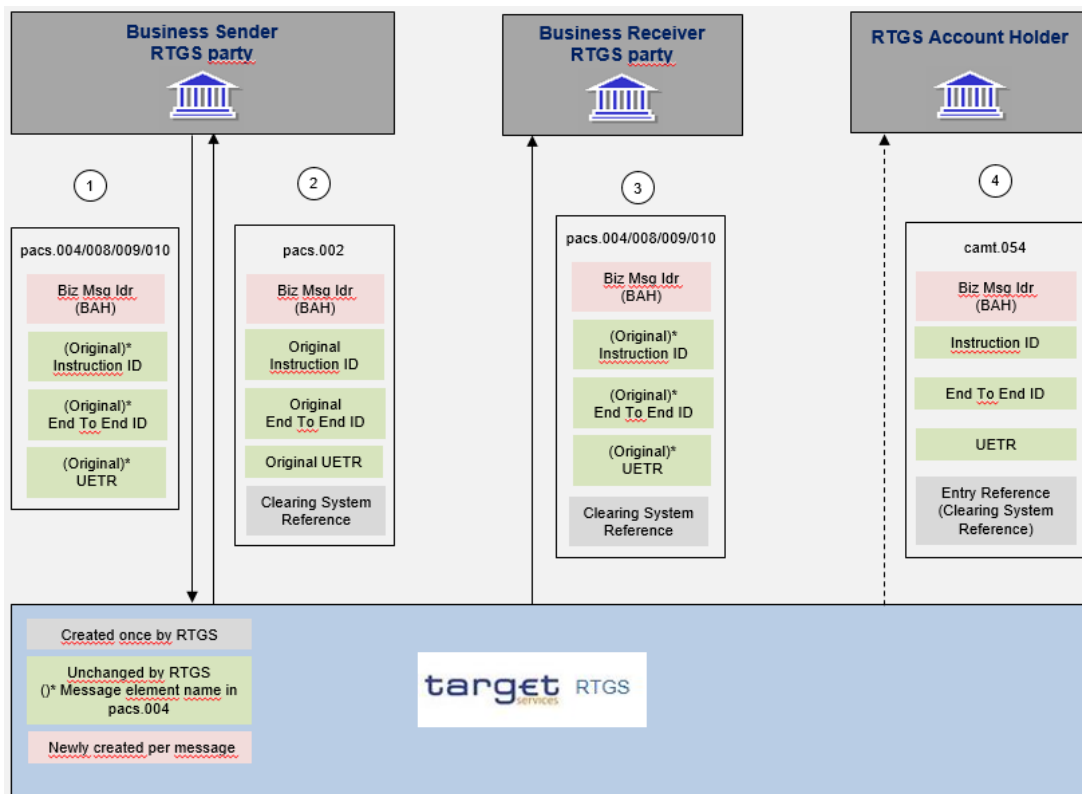 Business Sender
RTGS party
Business Receiver
RTGS party
RTGS Account Holder
1
2
3
4
pacs.004/008/009/010
Biz Msg Idr
(BAH)
(Original)*
Instruction ID
(Original)*
End To End ID
(Original)*
UETR
pacs.002
Biz Msg Idr
(BAH)
Original
Instruction ID
Original
End To End ID
Original UETR
Clearing System
Reference
pacs.004/008/009/010
Biz Msg Idr
(BAH)
(Original)*
Instruction ID
(Original)*
End To End ID
(Original)*
UETR
Clearing System
Reference
camt.054
Biz Msg Idr
(BAH)
Instruction ID
End To End ID
UETR
Entry Reference
(Clearing System
Reference)
Created once by RTGS
Unchanged by RTGS
()* Message element name in
pacs.004
Newly created per message
target
services
RTGS